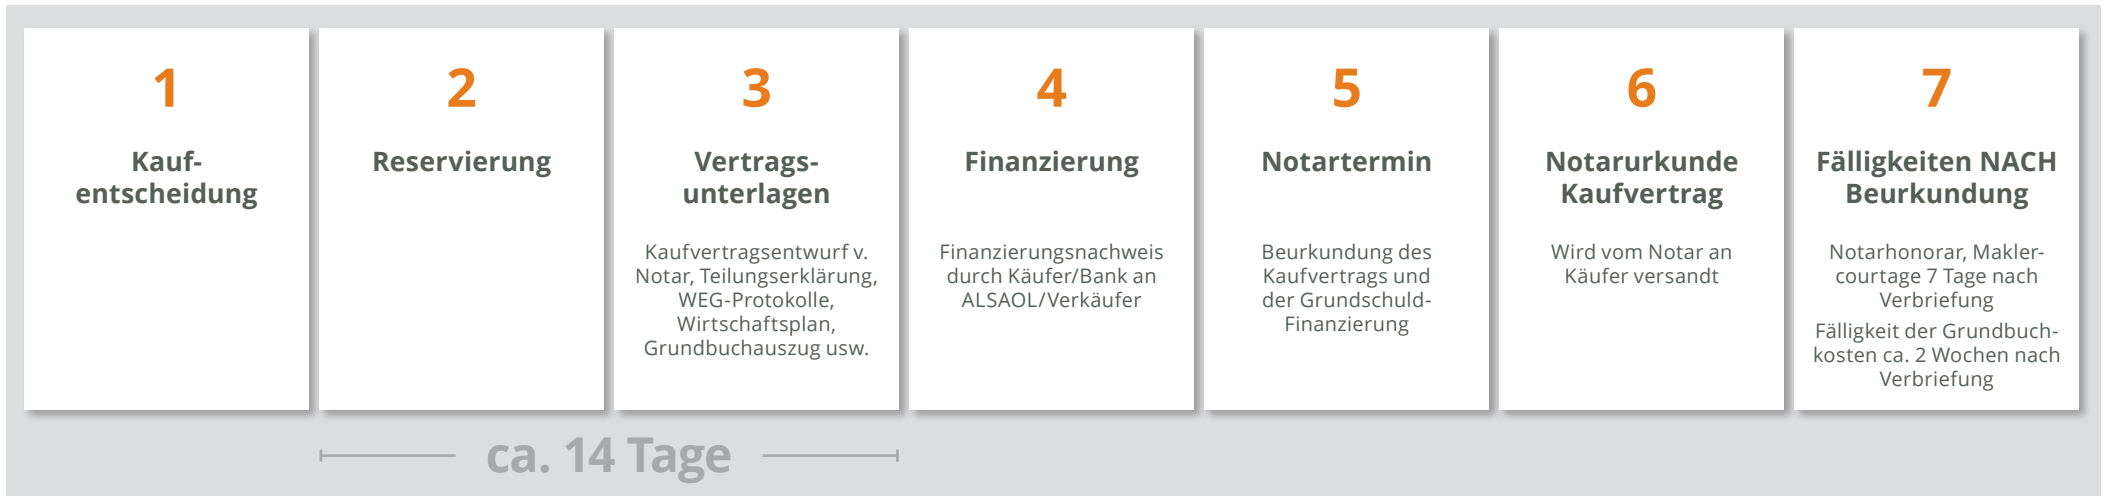 1
Kauf-
entscheidung
2
Reservierung
3
Vertrags-
unterlagen
Kaufvertragsentwurf v.
Notar, Teilungserklärung,
WEG-Protokolle,
Wirtschaftsplan,
Grundbuchauszug usw.
4
Finanzierung
Finanzierungsnachweis
durch Käufer/Bank an
ALSAOL/Verkäufer
5
Notartermin
Beurkundung des
Kaufvertrags und
der Grundschuld-
Finanzierung
6
Notarurkunde
Kaufvertrag
Wird vom Notar an
Käufer versandt
7
Fälligkeiten NACH
Beurkundung
Notarhonorar, Makler-
courtage 7 Tage nach
Verbriefung
Fälligkeit der Grundbuch-
kosten ca. 2 Wochen nach
Verbriefung
ca. 14 Tage